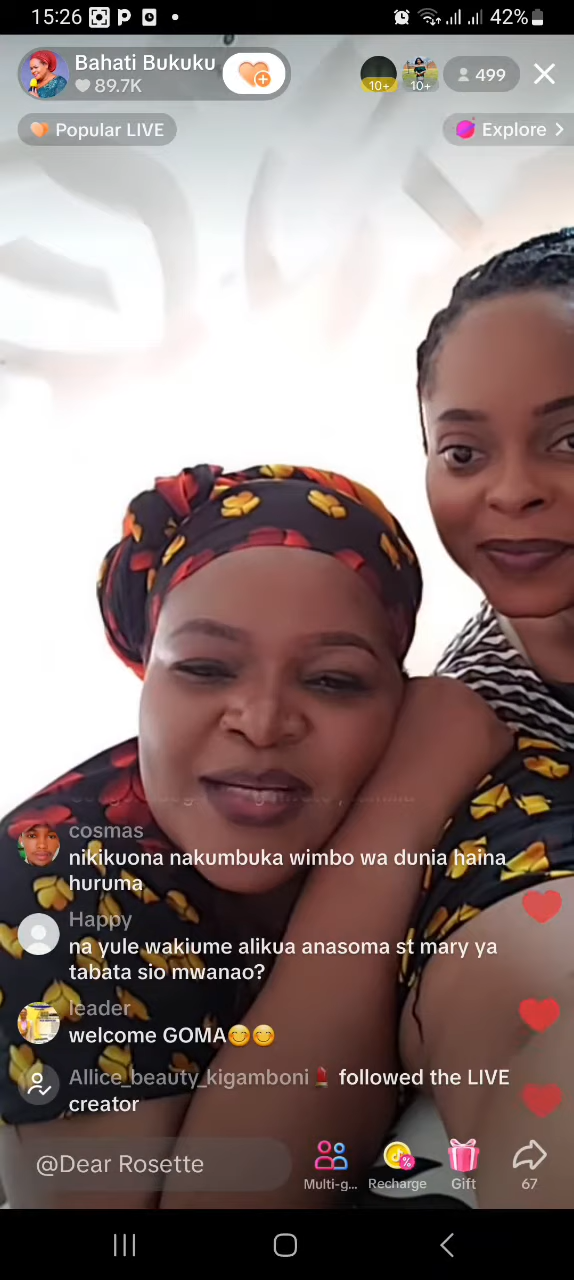 15:26
42%
Bahati Bukuku
89.7K
10+
10+
499
Popular LIVE
Explore
cosmas
nikikuona nakumbuka wimbo wa dunia haina
huruma
Happy
na yule wakiume alikua anasoma st mary ya
tabata sio mwanao?
leader
welcome GOMA😊😊
Allice_beauty_kigamboni💄 followed the LIVE
creator
@Dear Rosette
Multi-g...
Recharge
Gift
67